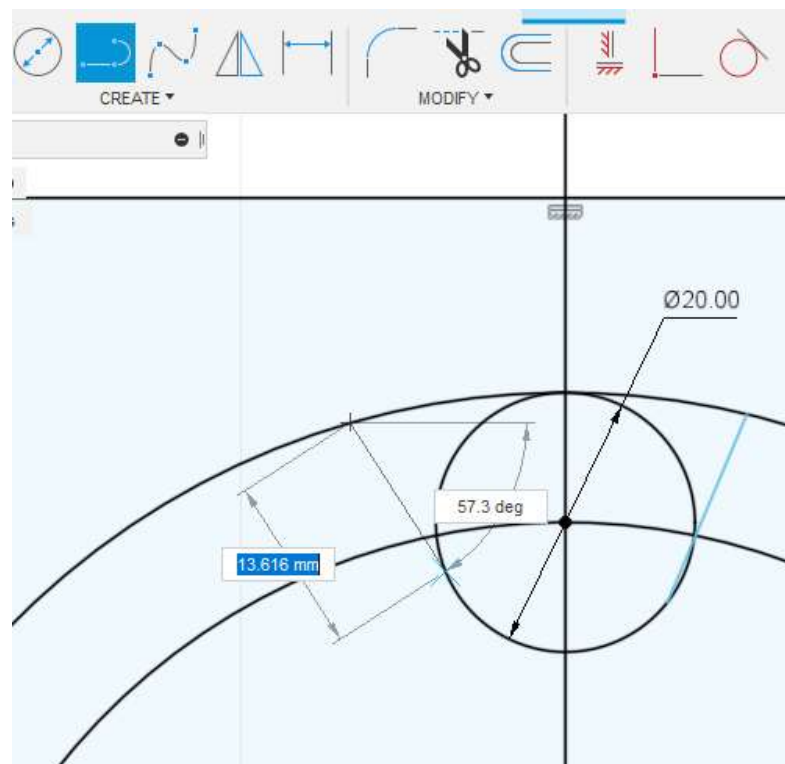 CREATE ▾
MODIFY ▾
Ø20.00
57.3 deg
13.616 mm